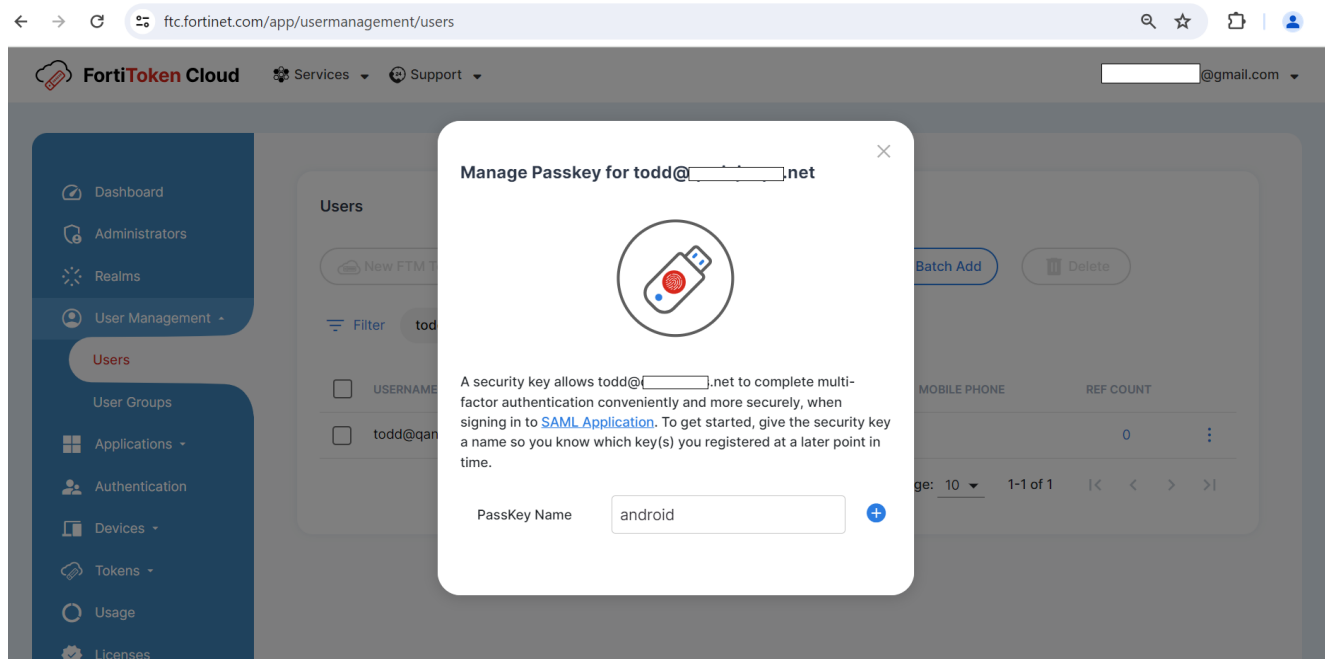 ftc.fortinet.com/app/usermanagement/users
FortiToken Cloud
Services
Support
@gmail.com
Manage Passkey for todd@ .net
Dashboard
Users
Administrators
New FTM T
Batch Add
Delete
Realms
User Management
Filter
tod
Users
A security key allows todd@ .net to complete multi-
factor authentication conveniently and more securely, when
signing in to SAML Application. To get started, give the security key
a name so you know which key(s) you registered at a later point in
time.
USERNAME
MOBILE PHONE
REF COUNT
User Groups
todd@qan
0
Applications
Authentication
ge: 10
1-1 of 1
PassKey Name
android
Devices
Tokens
Usage
Licenses